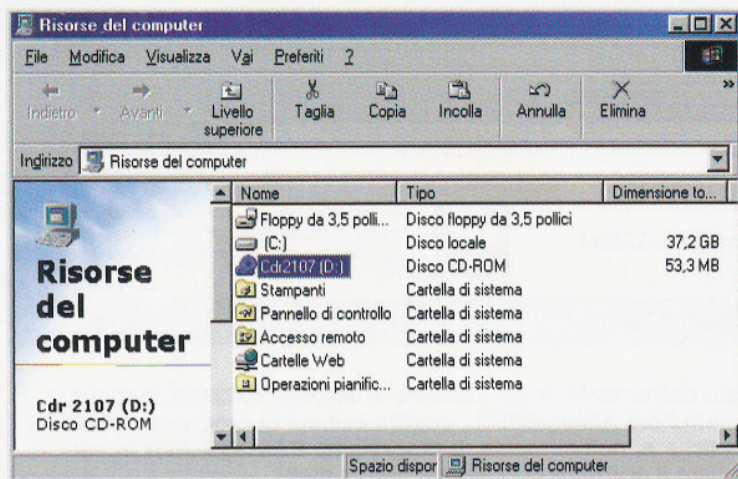 Risorse del computer
File Modifica Visualizza Vai Preferiti ?
Indietro Avanti Livello superiore Taglia Copia Incolla Annulla Elimina »
Indirizzo Risorse del computer
Nome Tipo Dimensione to...
Floppy da 3,5 polli... Disco floppy da 3,5 pollici
(C:) Disco locale 37,2 GB
Cdr2107 (D:) Disco CD-ROM 53,3 MB
Stampanti Cartella di sistema
Pannello di controllo Cartella di sistema
Accesso remoto Cartella di sistema
Cartelle Web Cartella di sistema
Operazioni pianific... Cartella di sistema
Risorse
del
computer
Cdr 2107 (D:)
Disco CD-ROM
Spazio dispor Risorse del computer